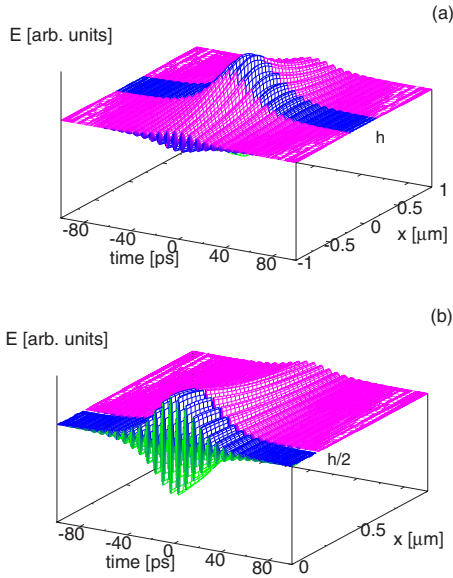 (a)
E [arb. units]
h
1
0.5
0
-0.5
-1
x [μm]
-80
-40
0
40
80
time [ps]
(b)
E [arb. units]
h/2
0.5
0
x [μm]
-80
-40
0
40
80
time [ps]